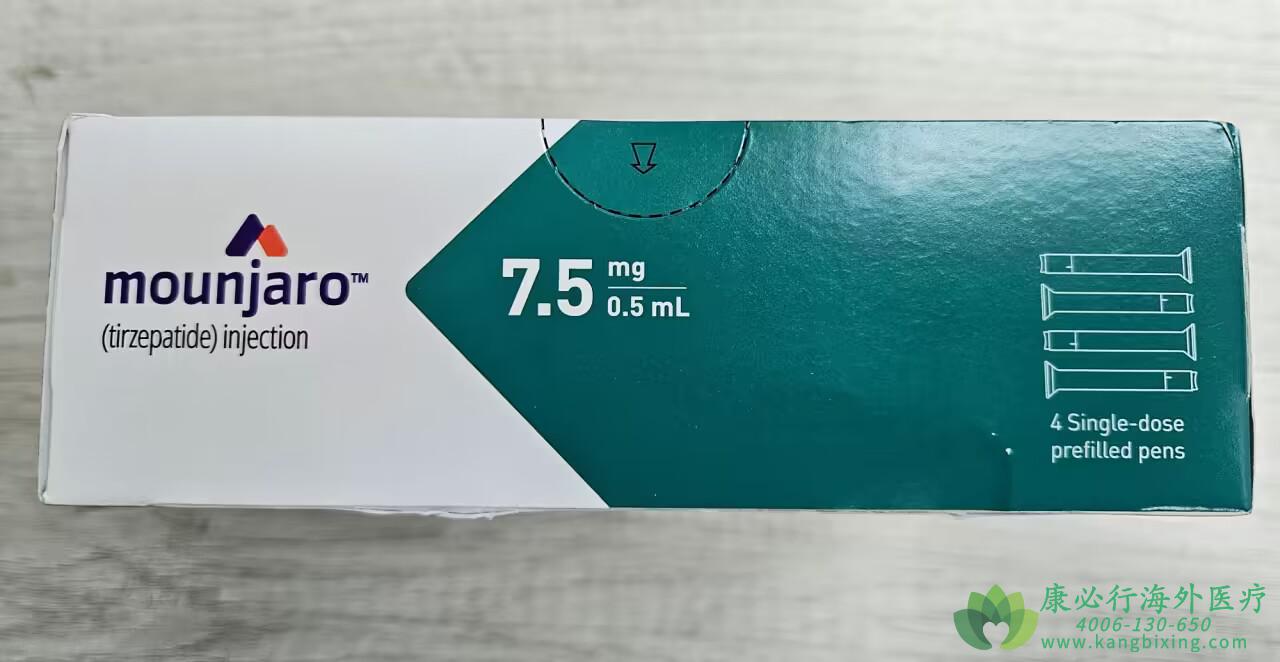 mounjaro™
(tirzepatide) injection
7.5 mg
0.5 mL
4 Single-dose
prefilled pens
康必行海外医疗
4006-130-650
www.kangbixing.com